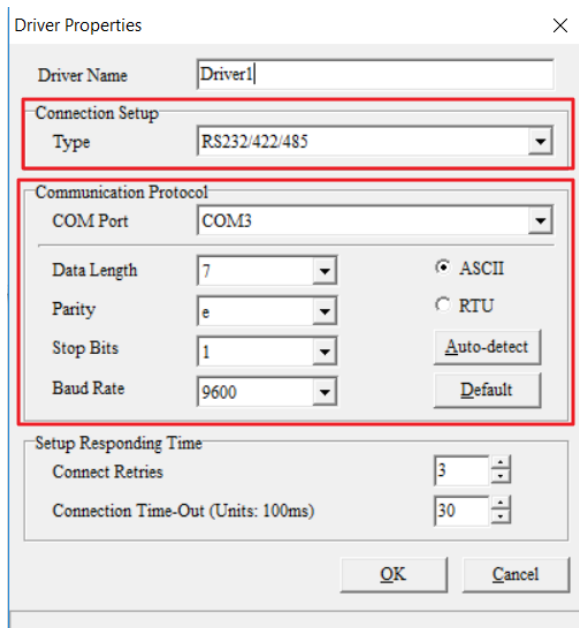 Driver Properties
Driver Name Driver1
Connection Setup
Type RS232/422/485
Communication Protocol
COM Port COM3
Data Length 7 ASCII
Parity e RTU
Stop Bits 1 Auto-detect
Baud Rate 9600 Default
Setup Responding Time
Connect Retries 3
Connection Time-Out (Units: 100ms) 30
OK Cancel